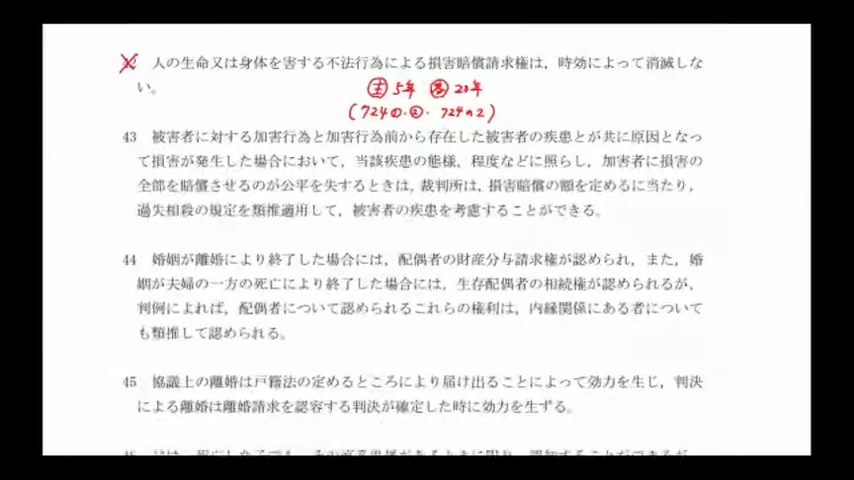 人の生命又は身体を害する不法行為による損害賠償請求権は，時効によって消滅しな
い。
主 5年 客 20年
(724の・②・724の2)
43 被害者に対する加害行為と加害行為前から存在した被害者の疾患とが共に原因となっ
て損害が発生した場合において，当該疾患の態様，程度などに照らし，加害者に損害の
全部を賠償させるのが公平を失するときは，裁判所は，損害賠償の額を定めるに当たり，
過失相殺の規定を類推適用して，被害者の疾患を考慮することができる。
44 婚姻が離婚により終了した場合には，配偶者の財産分与請求権が認められ，また，婚
姻が夫婦の一方の死亡により終了した場合には，生存配偶者の相続権が認められるが，
判例によれば，配偶者について認められるこれらの権利は，内縁関係にある者について
も類推して認められる。
45 協議上の離婚は戸籍法の定めるところにより届け出ることによって効力を生じ，判決
による離婚は離婚請求を認容する判決が確定した時に効力を生ずる。